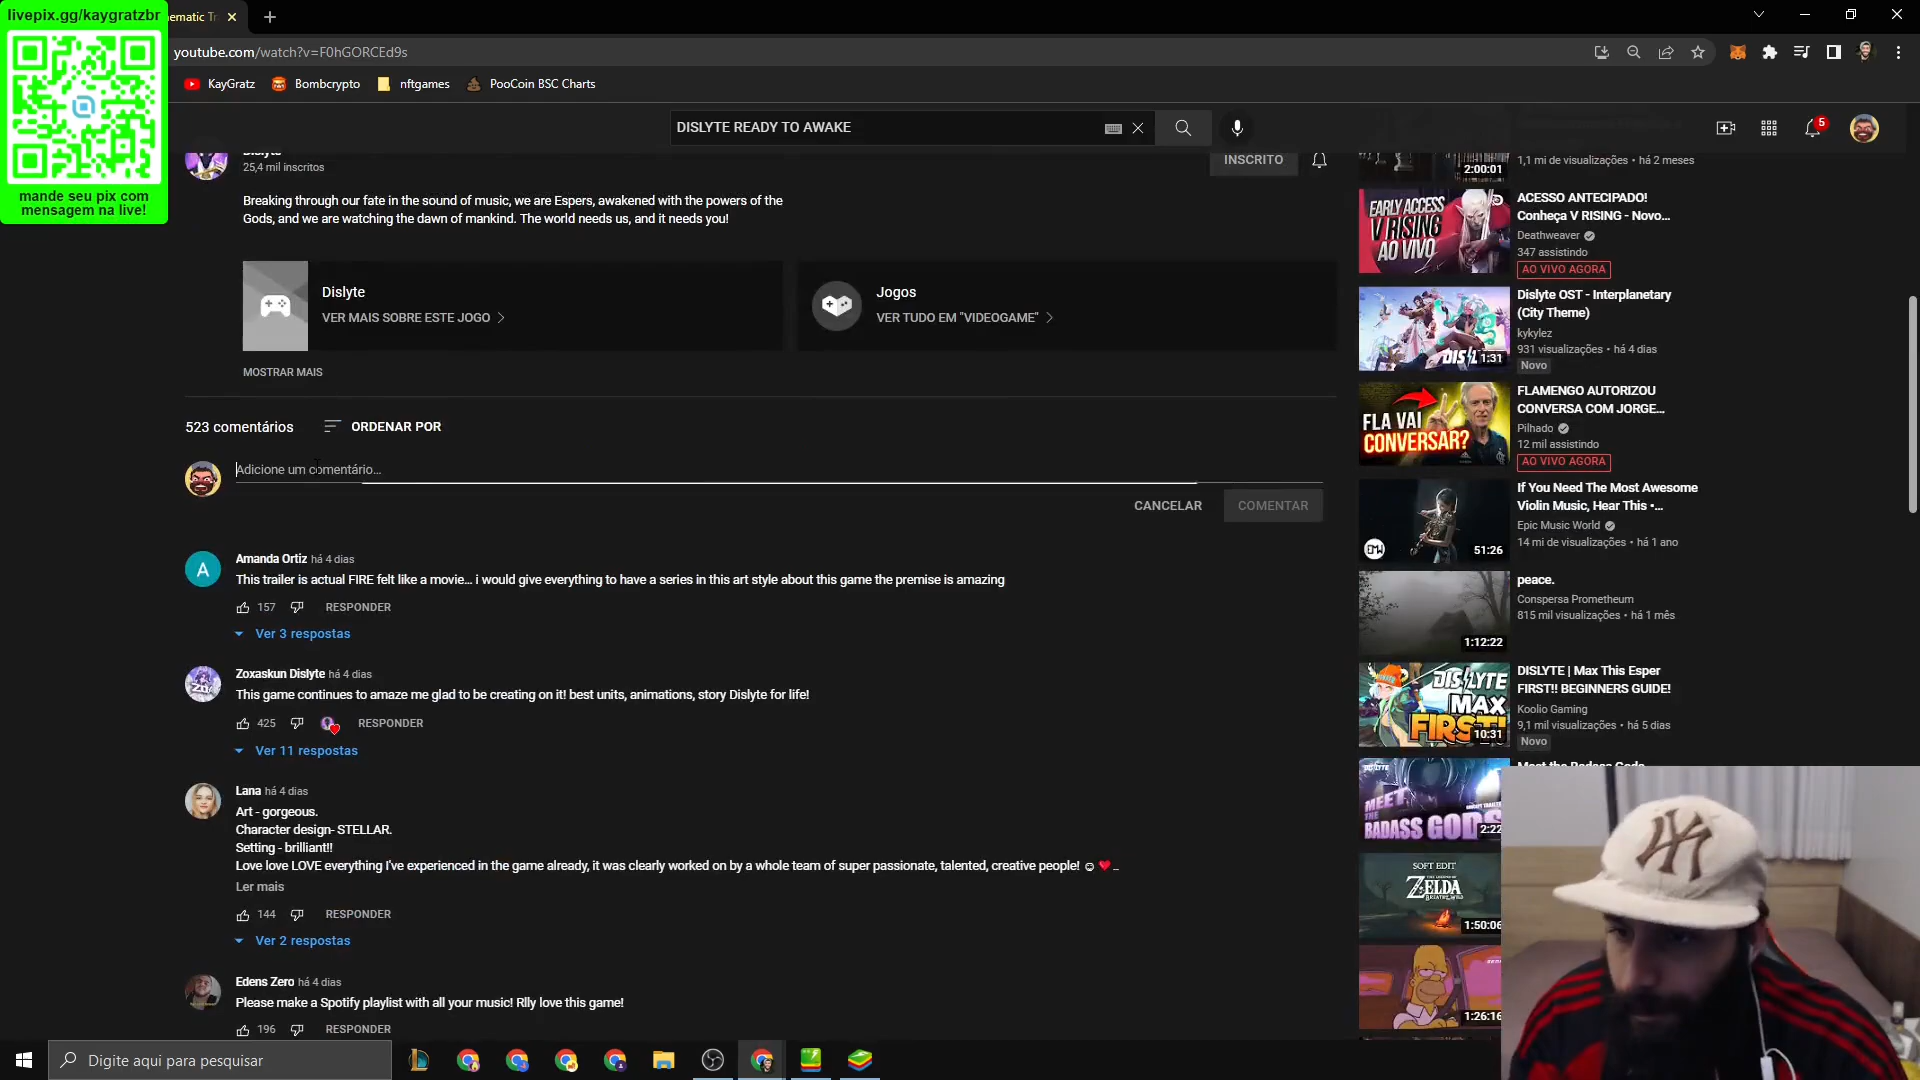 livepix.gg/kaygratzbr
mande seu pix com
mensagem na live!
ematic Tr
youtube.com/watch?v=F0hGORCEd9s
KayGratz
Bombcrypto
nftgames
PooCoin BSC Charts
DISLYTE READY TO AWAKE
5
25,4 mil inscritos
INSCRITO
Breaking through our fate in the sound of music, we are Espers, awakened with the powers of the
Gods, and we are watching the dawn of mankind. The world needs us, and it needs you!
Dislyte
VER MAIS SOBRE ESTE JOGO
Jogos
VER TUDO EM "VIDEOGAME"
MOSTRAR MAIS
523 comentários
ORDENAR POR
Adicione um comentário...
CANCELAR
COMENTAR
A
Amanda Ortiz há 4 dias
This trailer is actual FIRE felt like a movie... i would give everything to have a series in this art style about this game the premise is amazing
157
RESPONDER
Ver 3 respostas
Zoxaskun Dislyte há 4 dias
This game continues to amaze me glad to be creating on it! best units, animations, story Dislyte for life!
425
RESPONDER
Ver 11 respostas
Lana há 4 dias
Art - gorgeous.
Character design- STELLAR.
Setting - brilliant!!
Love love LOVE everything I've experienced in the game already, it was clearly worked on by a whole team of super passionate, talented, creative people! ☺ ❤ ...
Ler mais
144
RESPONDER
Ver 2 respostas
Edens Zero há 4 dias
Please make a Spotify playlist with all your music! Rlly love this game!
196
RESPONDER
1,1 mi de visualizações • há 2 meses
2:00:01
EARLY ACCESS
V RISING
AO VIVO
ACESSO ANTECIPADO!
Conheça V RISING - Novo...
Deathweaver
347 assistindo
AO VIVO AGORA
DISL
1:31
Dislyte OST - Interplanetary
(City Theme)
kykylez
931 visualizações • há 4 dias
Novo
FLA VAI
CONVERSAR?
FLAMENGO AUTORIZOU
CONVERSA COM JORGE...
Pilhado
12 mil assistindo
AO VIVO AGORA
EMW
51:26
If You Need The Most Awesome
Violin Music, Hear This •...
Epic Music World
14 mi de visualizações • há 1 ano
1:12:22
peace.
Conspersa Prometheum
815 mil visualizações • há 1 mês
DISLYTE
MAX
FIRST!
10:31
DISLYTE | Max This Esper
FIRST!! BEGINNERS GUIDE!
Koolio Gaming
9,1 mil visualizações • há 5 dias
Novo
MEET
THE
BADASS GODS
2:22
SOFT EDIT
ZELDA
1:50:06
1:26:16
NY
Digite aqui para pesquisar